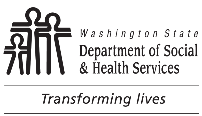 Washington State
Department of Social
& Health Services
Transforming lives